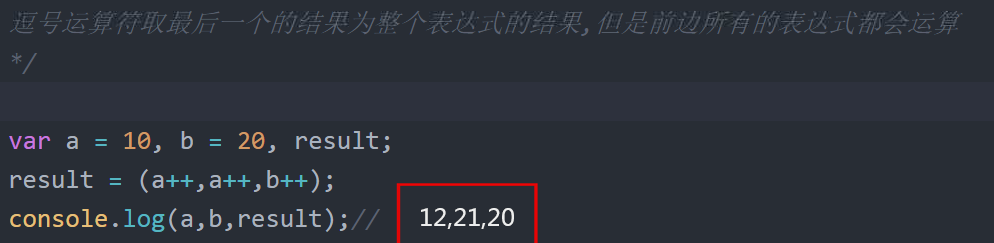 逗号运算符取最后一个的结果为整个表达式的结果,但是前边所有的表达式都会运算
*/
var a = 10, b = 20, result;
result = (a++,a++,b++);
console.log(a,b,result);// 12,21,20